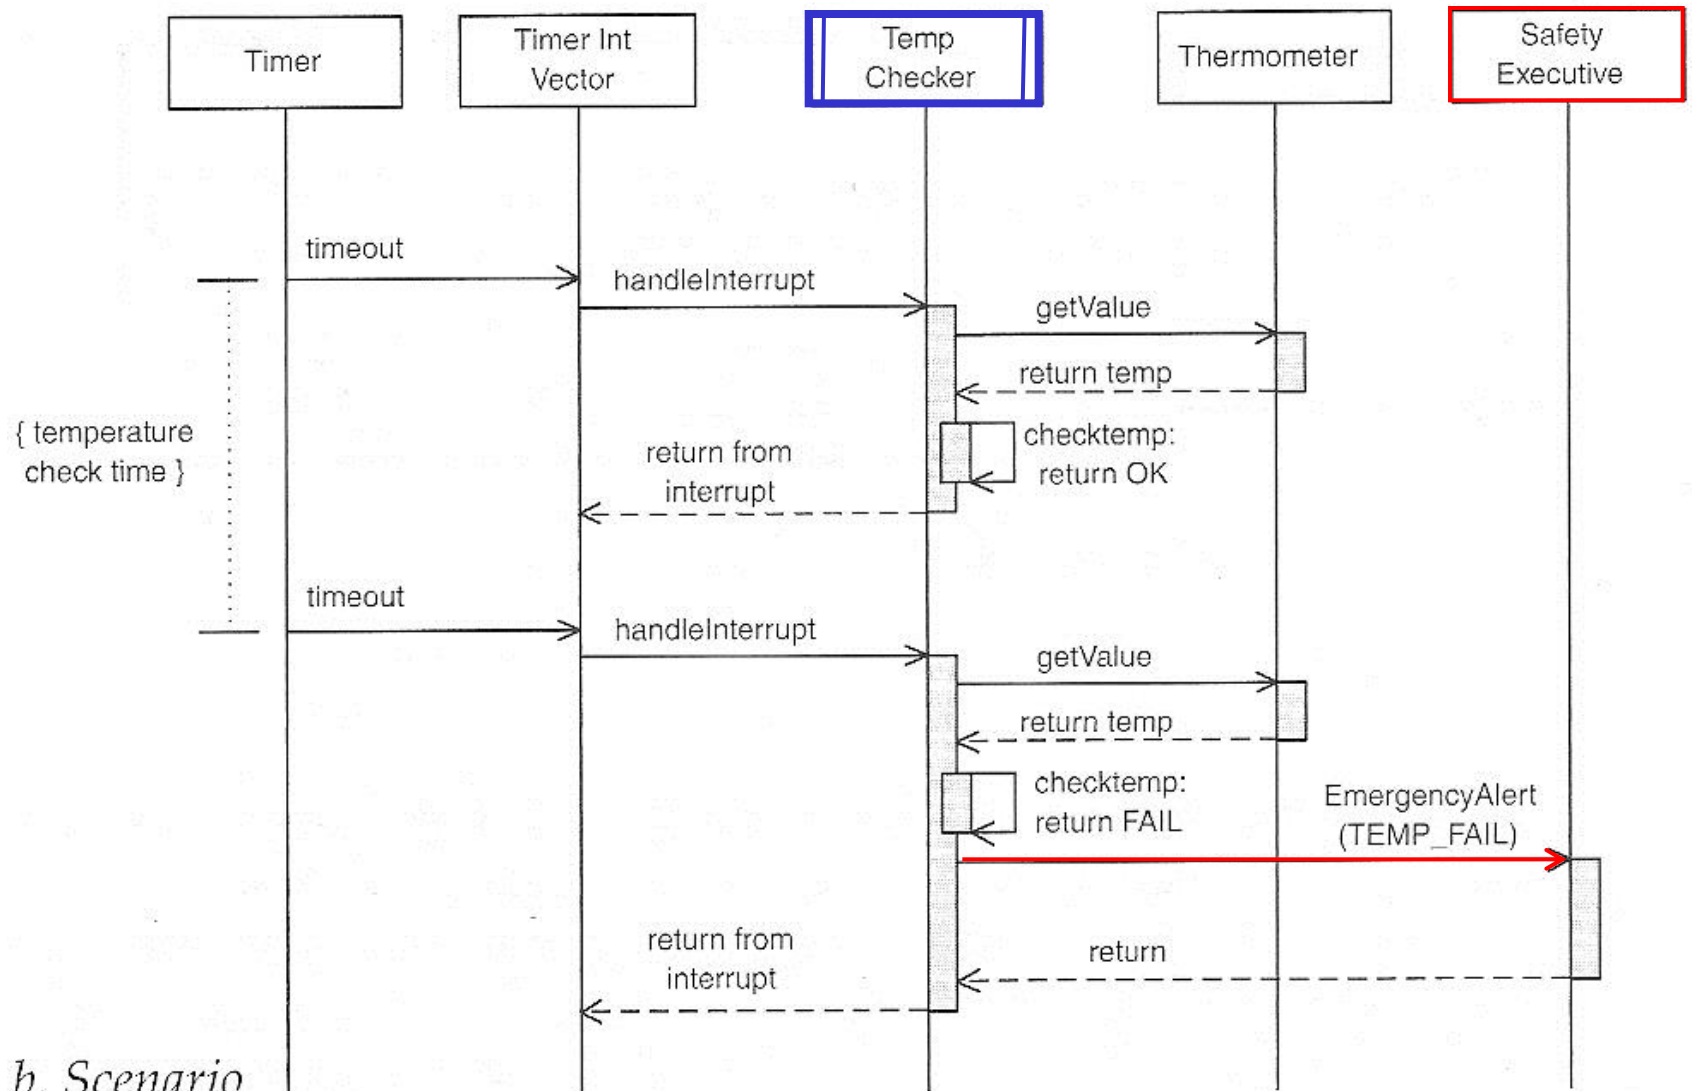 Timer
Timer Int
Vector
Temp
Checker
Thermometer
Safety
Executive
timeout
handleInterrupt
getValue
return temp
{ temperature
check time }
checktemp:
return OK
return from
interrupt
timeout
handleInterrupt
getValue
return temp
checktemp:
return FAIL
EmergencyAlert
(TEMP_FAIL)
return from
interrupt
return
b. Scenario